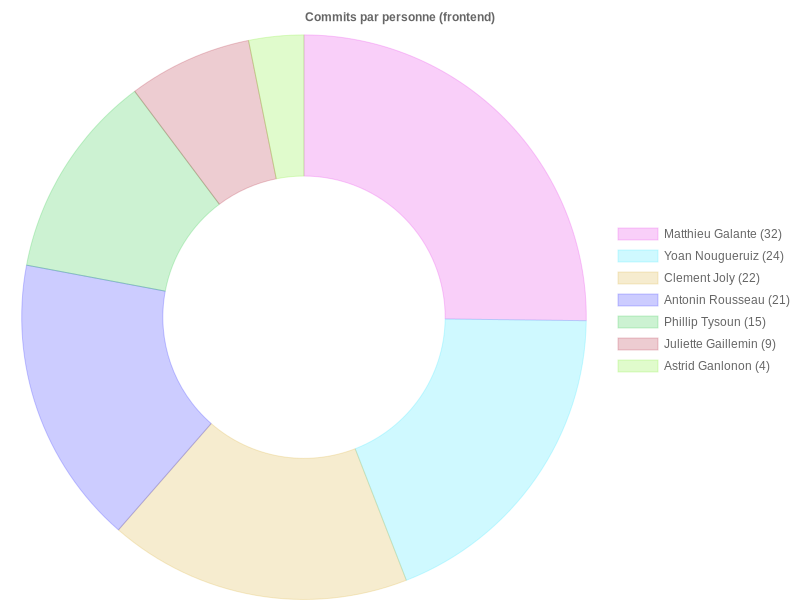 Commits par personne (frontend)
Matthieu Galante (32)
Yoan Nougueruiz (24)
Clement Joly (22)
Antonin Rousseau (21)
Phillip Tysoun (15)
Juliette Gaillemin (9)
Astrid Ganlonon (4)